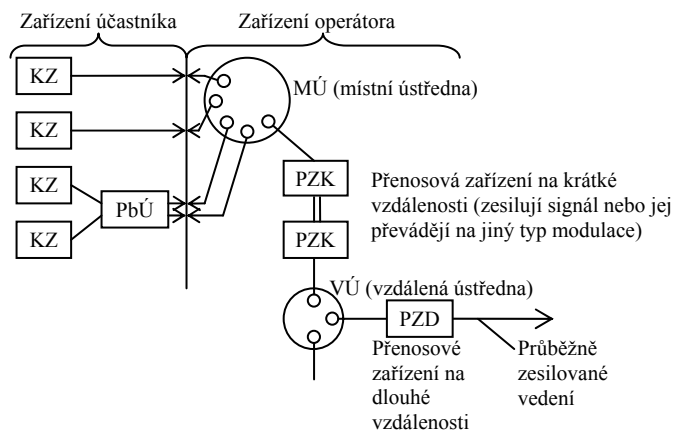 Zařízení účastníka
Zařízení operátora
KZ
MÚ (místní ústředna)
KZ
KZ
PbÚ
KZ
PZK
Přenosová zařízení na krátké
vzdálenosti (zesilují signál nebo jej
převádějí na jiný typ modulace)
PZK
VÚ (vzdálená ústředna)
PZD
Přenosové
zařízení na
dlouhé
vzdálenosti
Průběžně
zesilované
vedení